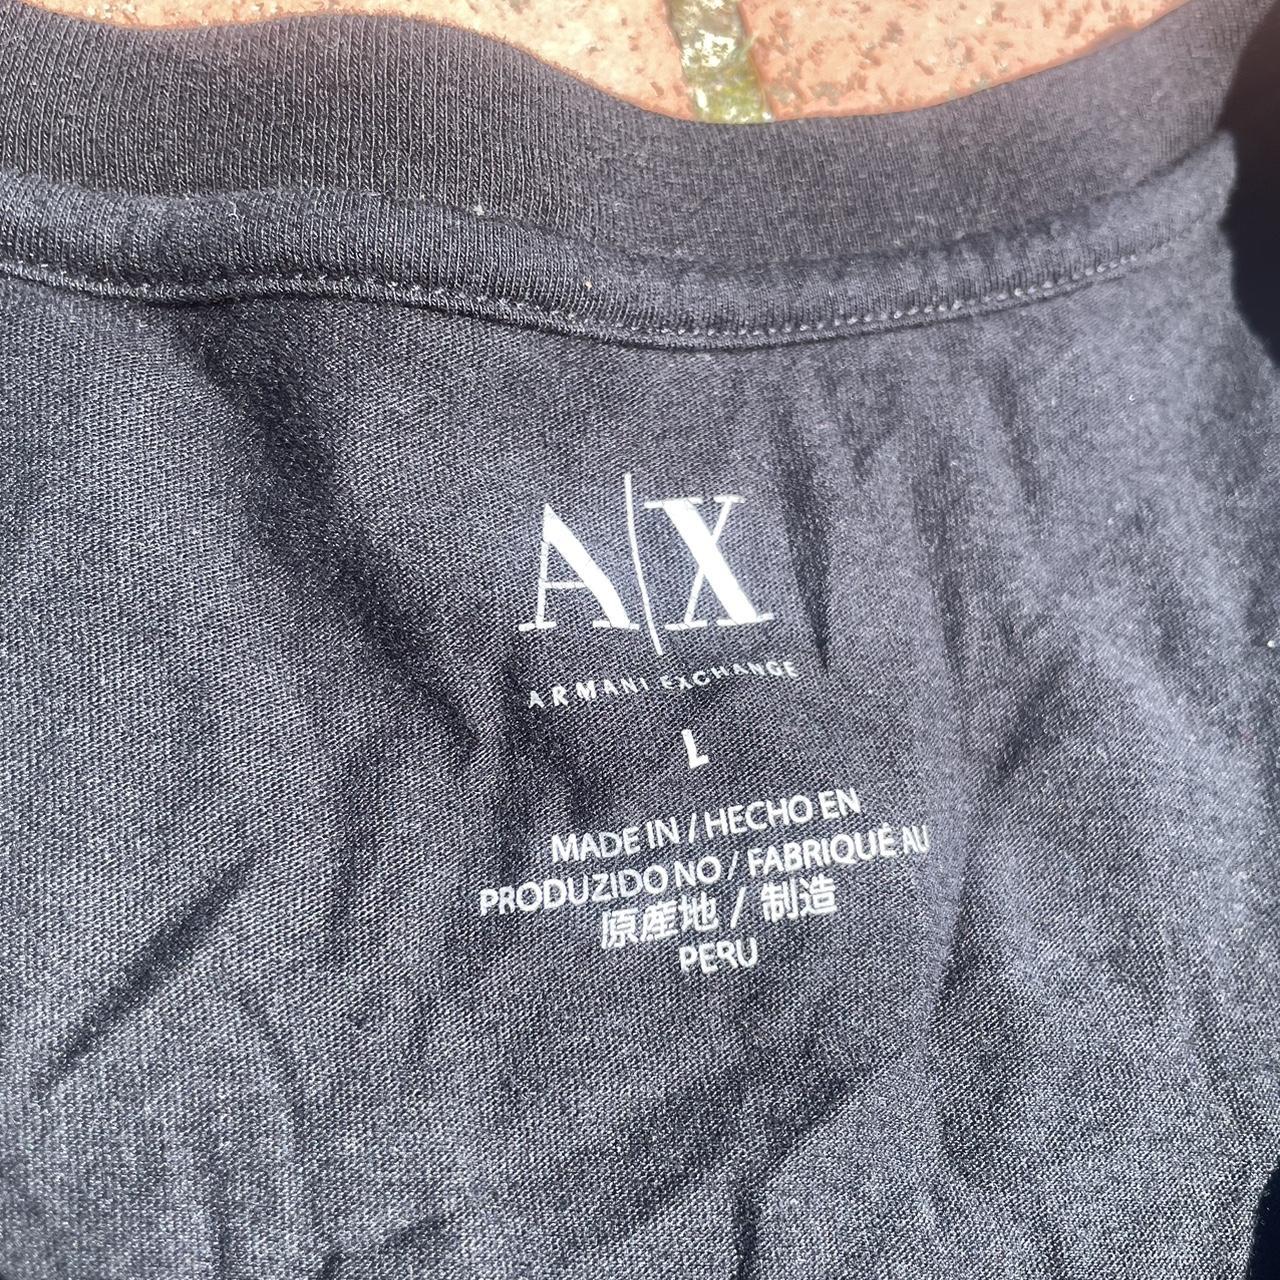 A|X
ARMANI EXCHANGE
L
MADE IN / HECHO EN
PRODUZIDO NO / FABRIQUÉ AU
原産地 / 制造
PERU